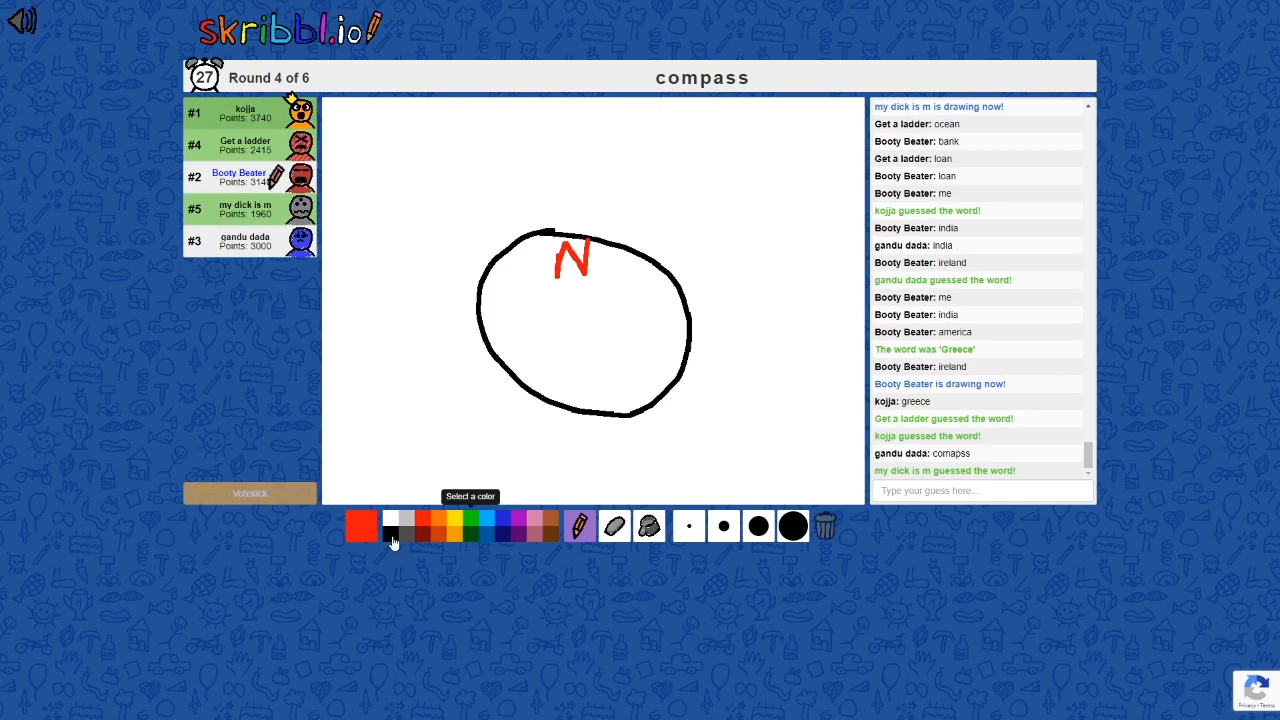 skribbl.io
27 Round 4 of 6
compass
#1 kojja
Points: 3740
#4 Get a ladder
Points: 2415
#2 Booty Beater
#5 my dick is m
Points: 1960
#3 gandu dada
Points: 3000
Votekick
N
my dick is m is drawing now!
Get a ladder: ocean
Booty Beater: bank
Get a ladder: loan
Booty Beater: loan
Booty Beater: me
kojja guessed the word!
Booty Beater: india
gandu dada: india
Booty Beater: ireland
gandu dada guessed the word!
Booty Beater: me
Booty Beater: india
Booty Beater: america
The word was 'Greece'
Booty Beater: ireland
Booty Beater is drawing now!
kojja: greece
Get a ladder guessed the word!
kojja guessed the word!
gandu dada: comapss
my dick is m guessed the word!
Type your guess here...
Select a color
Privacy - Terms